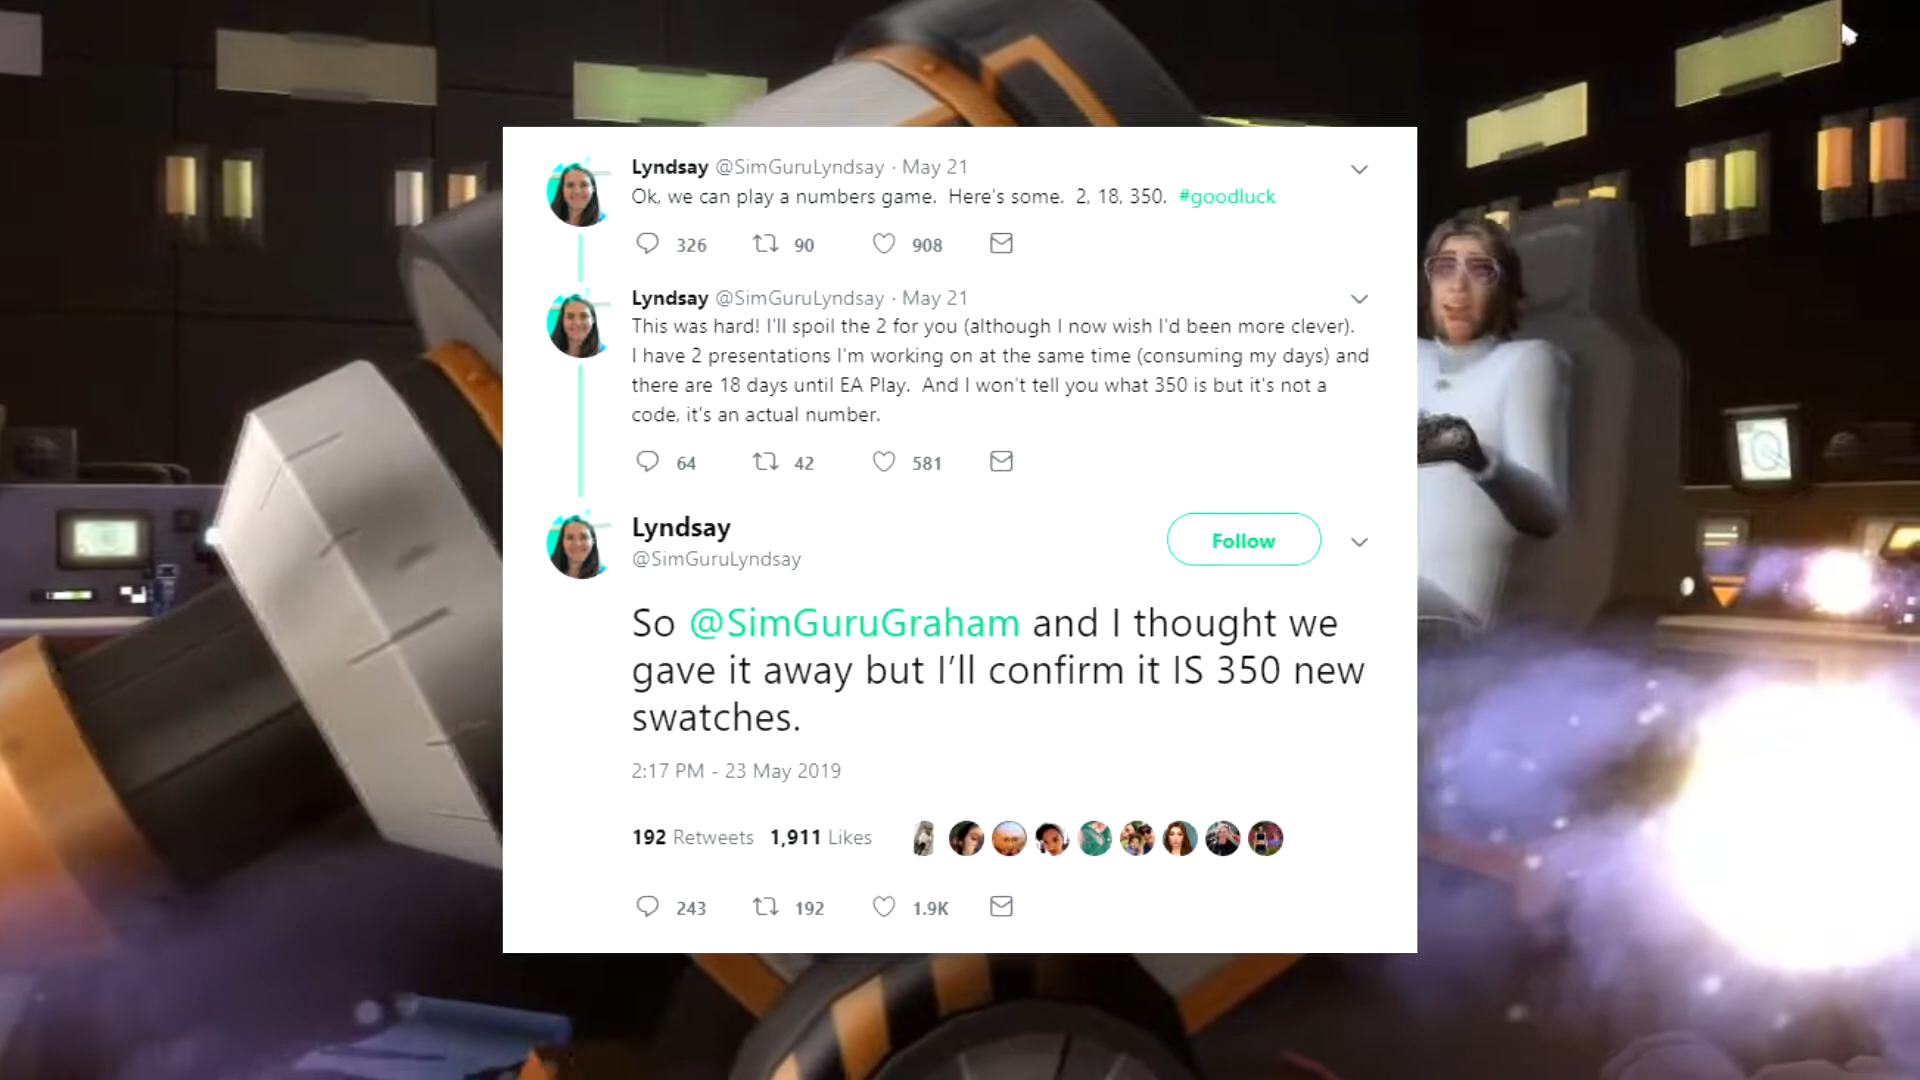 Lyndsay @SimGuruLyndsay · May 21
Ok, we can play a numbers game.  Here's some.  2, 18, 350.  #goodluck
326 90 908
Lyndsay @SimGuruLyndsay · May 21
This was hard! I'll spoil the 2 for you (although I now wish I'd been more clever).
I have 2 presentations I'm working on at the same time (consuming my days) and
there are 18 days until EA Play.  And I won't tell you what 350 is but it's not a
code, it's an actual number.
64 42 581
Lyndsay
Follow
@SimGuruLyndsay
So @SimGuruGraham and I thought we
gave it away but I’ll confirm it IS 350 new
swatches.
2:17 PM - 23 May 2019
192 Retweets 1,911 Likes
243 192 1.9K